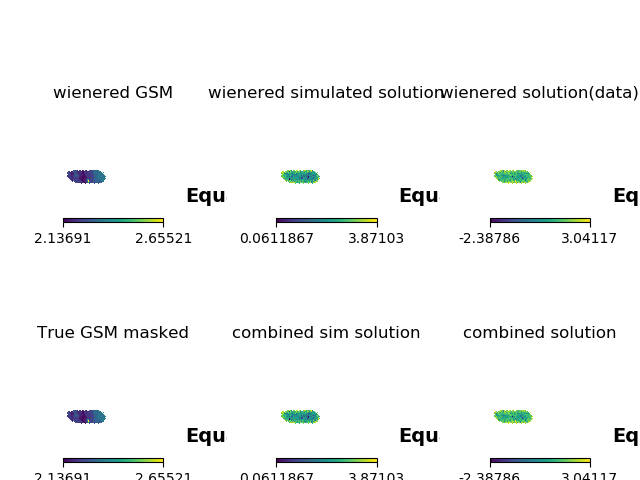 wienered GSM
wienered simulated solution
wienered solution(data)
Equ
Equ
Eq
2.13691 2.65521
0.0611867 3.87103
-2.38786 3.04117
True GSM masked
combined sim solution
combined solution
Equ
Equ
Eq
2.13691 2.65521
0.0611867 3.87103
-2.38786 3.04117